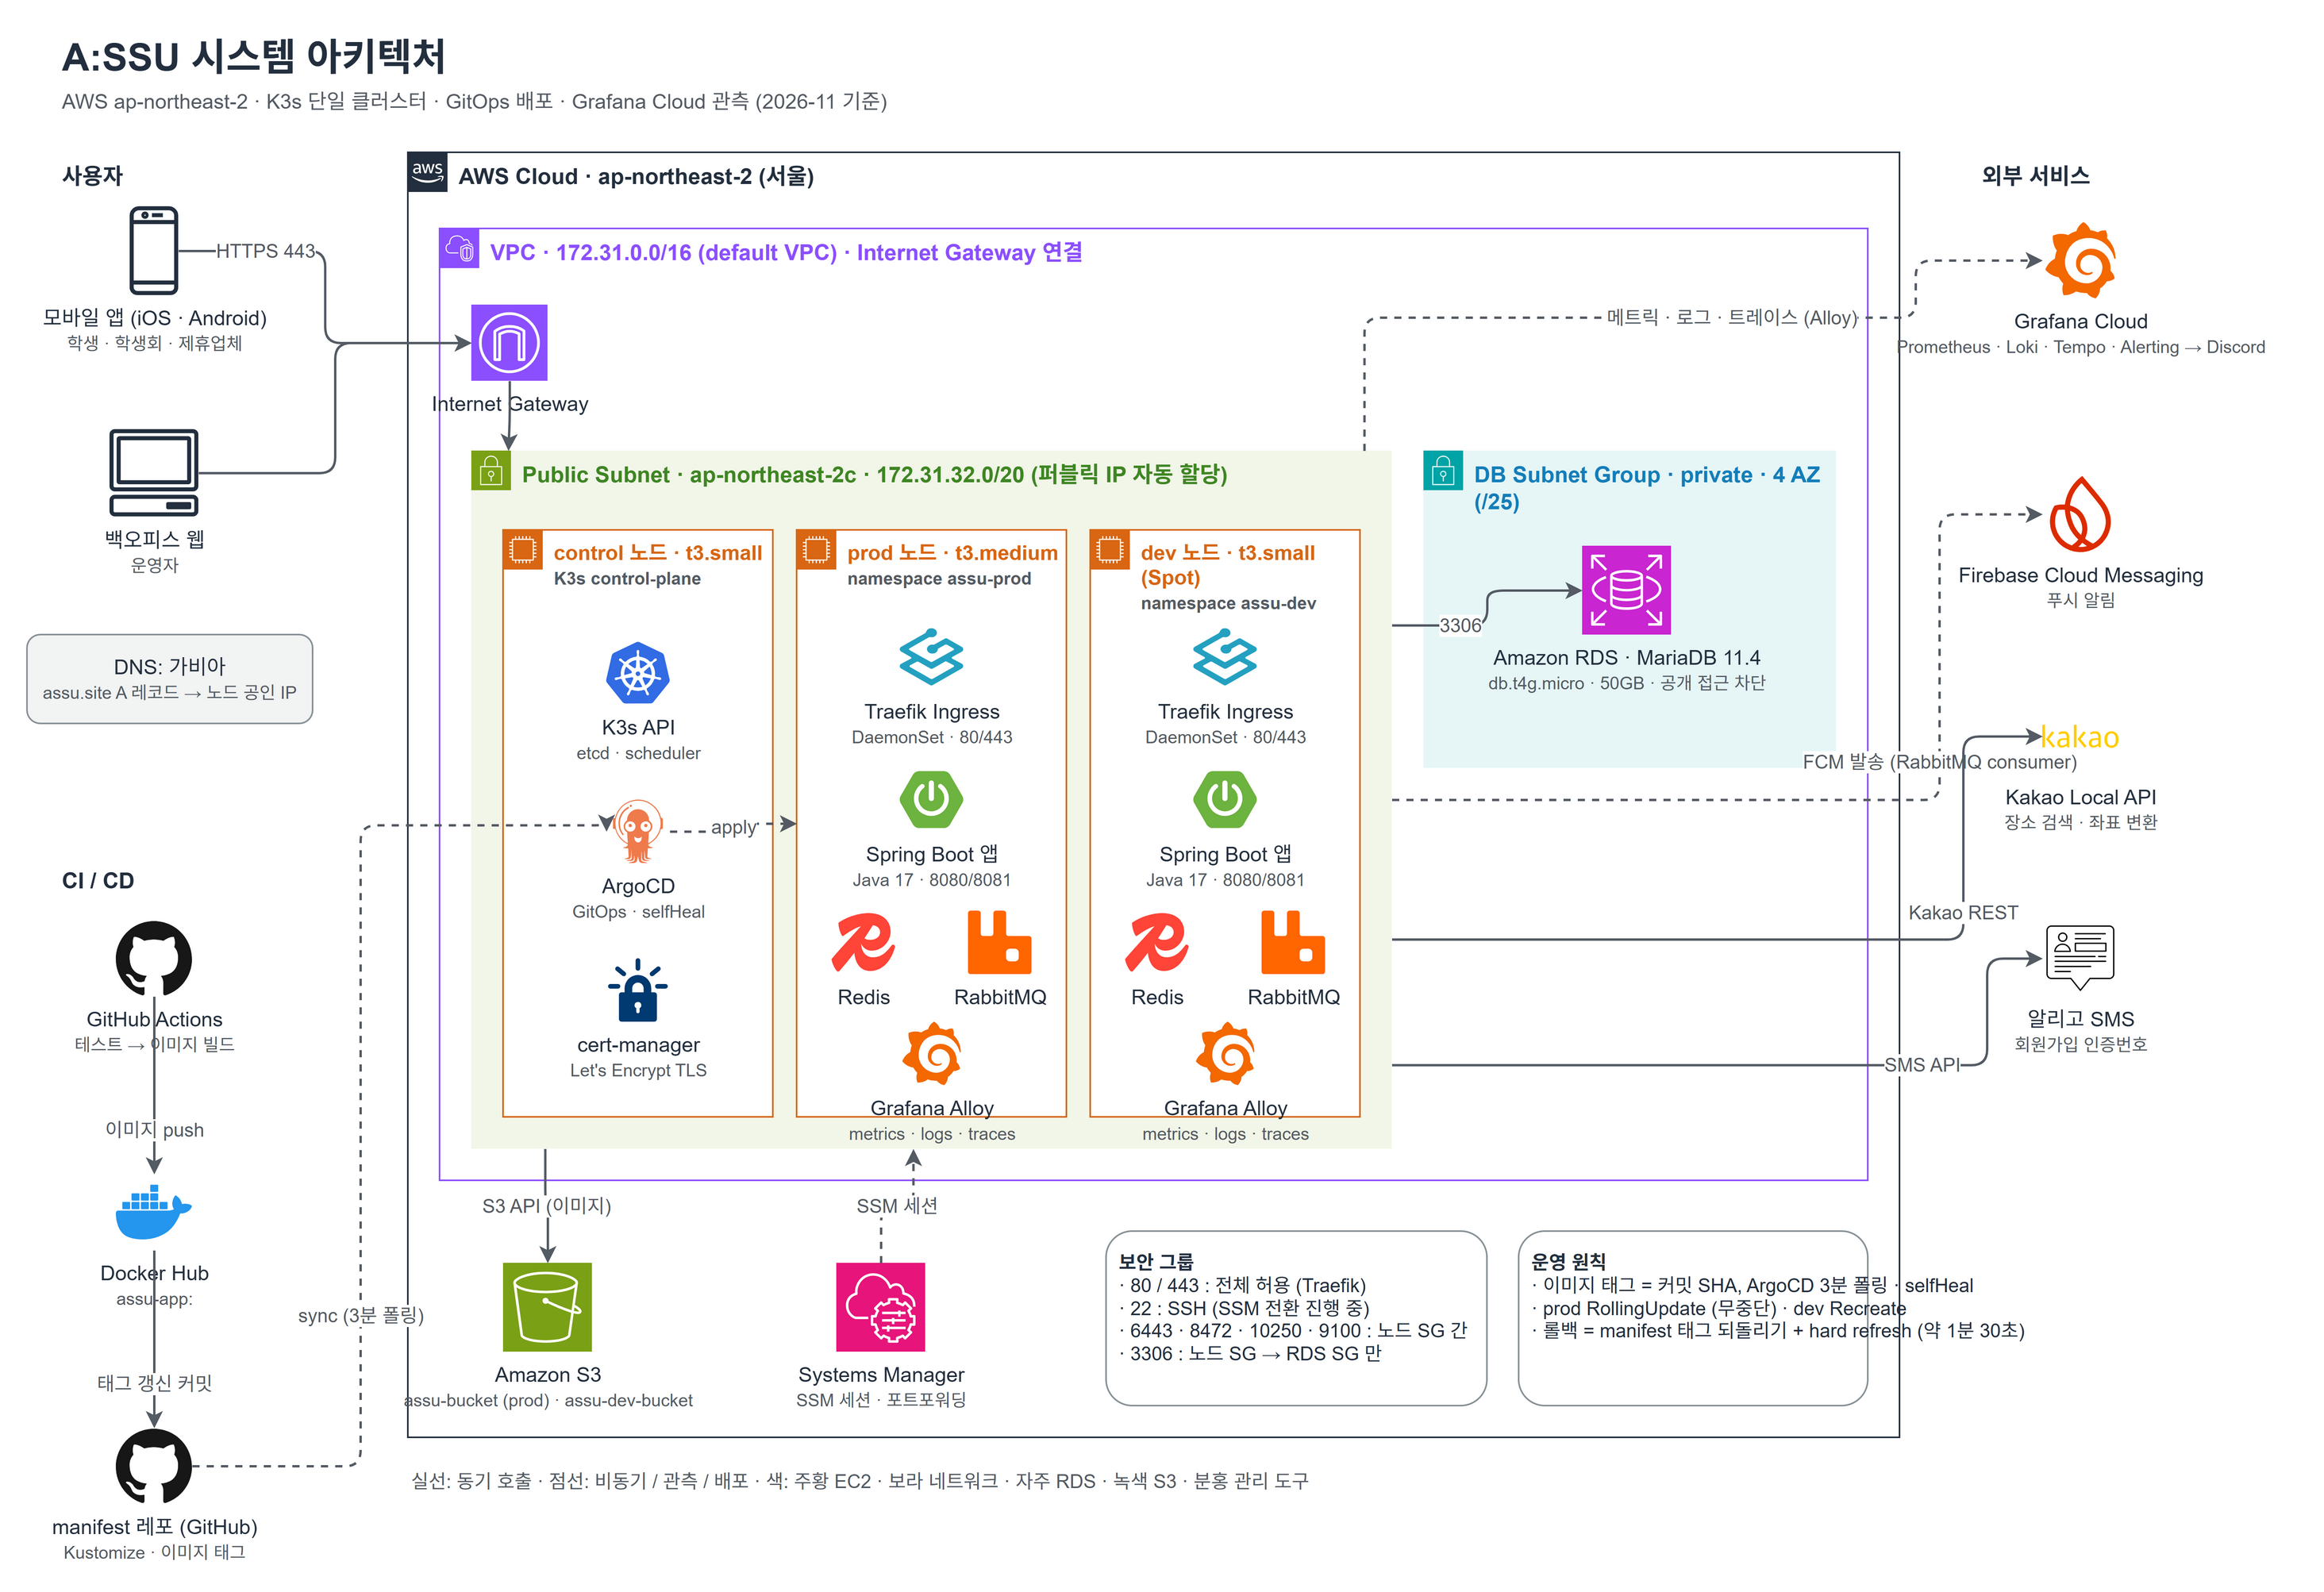 A:SSU 시스템 아키텍처
AWS ap-northeast-2 · K3s 단일 클러스터 · GitOps 배포 · Grafana Cloud 관측 (2026-11 기준)
사용자
HTTPS 443
모바일 앱 (iOS · Android)
학생 · 학생회 · 제휴업체
백오피스 웹
운영자
DNS: 가비아
assu.site A 레코드 → 노드 공인 IP
CI / CD
GitHub Actions
테스트 → 이미지 빌드
이미지 push
Docker Hub
assu-app:
태그 갱신 커밋
manifest 레포 (GitHub)
Kustomize · 이미지 태그
sync (3분 폴링)
aws
AWS Cloud · ap-northeast-2 (서울)
VPC · 172.31.0.0/16 (default VPC) · Internet Gateway 연결
Internet Gateway
Public Subnet · ap-northeast-2c · 172.31.32.0/20 (퍼블릭 IP 자동 할당)
control 노드 · t3.small
K3s control-plane
K3s API
etcd · scheduler
ArgoCD
GitOps · selfHeal
apply
cert-manager
Let's Encrypt TLS
prod 노드 · t3.medium
namespace assu-prod
Traefik Ingress
DaemonSet · 80/443
Spring Boot 앱
Java 17 · 8080/8081
Redis
RabbitMQ
Grafana Alloy
metrics · logs · traces
dev 노드 · t3.small
(Spot)
namespace assu-dev
Traefik Ingress
DaemonSet · 80/443
Spring Boot 앱
Java 17 · 8080/8081
Redis
RabbitMQ
Grafana Alloy
metrics · logs · traces
3306
DB Subnet Group · private · 4 AZ
(/25)
Amazon RDS · MariaDB 11.4
db.t4g.micro · 50GB · 공개 접근 차단
메트릭 · 로그 · 트레이스 (Alloy)
FCM 발송 (RabbitMQ consumer)
Kakao REST
SMS API
외부 서비스
Grafana Cloud
Prometheus · Loki · Tempo · Alerting → Discord
Firebase Cloud Messaging
푸시 알림
kakao
Kakao Local API
장소 검색 · 좌표 변환
알리고 SMS
회원가입 인증번호
S3 API (이미지)
Amazon S3
assu-bucket (prod) · assu-dev-bucket
SSM 세션
Systems Manager
SSM 세션 · 포트포워딩
보안 그룹
· 80 / 443 : 전체 허용 (Traefik)
· 22 : SSH (SSM 전환 진행 중)
· 6443 · 8472 · 10250 · 9100 : 노드 SG 간
· 3306 : 노드 SG → RDS SG 만
운영 원칙
· 이미지 태그 = 커밋 SHA, ArgoCD 3분 폴링 · selfHeal
· prod RollingUpdate (무중단) · dev Recreate
· 롤백 = manifest 태그 되돌리기 + hard refresh (약 1분 30초)
실선: 동기 호출 · 점선: 비동기 / 관측 / 배포 · 색: 주황 EC2 · 보라 네트워크 · 자주 RDS · 녹색 S3 · 분홍 관리 도구